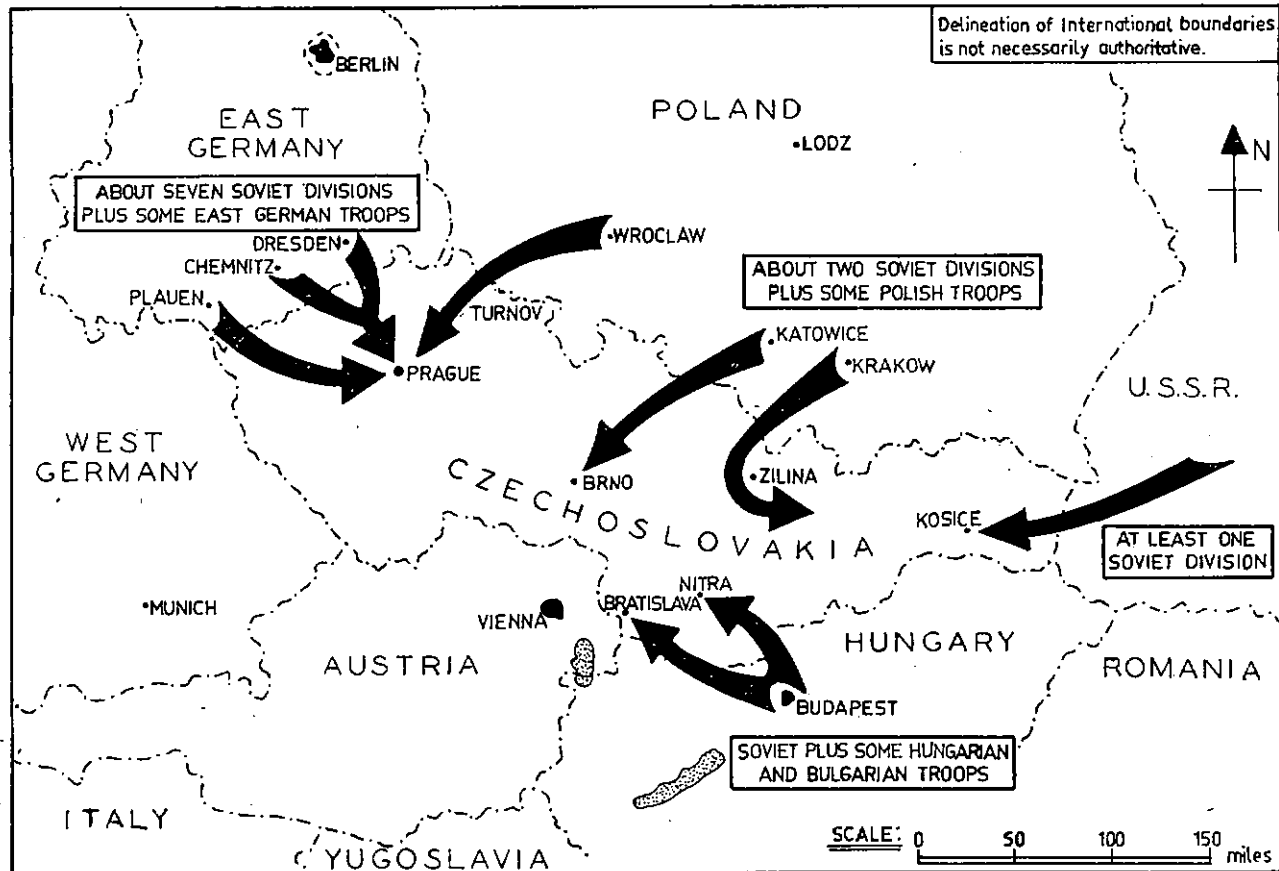 Delineation of International boundaries
is not necessarily authoritative.
BERLIN
EAST
GERMANY
POLAND
LODZ
N
ABOUT SEVEN SOVIET DIVISIONS
PLUS SOME EAST GERMAN TROOPS
DRESDEN
CHEMNITZ
PLAUEN
WROCLAW
TURNOV
PRAGUE
ABOUT TWO SOVIET DIVISIONS
PLUS SOME POLISH TROOPS
KATOWICE
KRAKOW
U.S.S.R.
WEST
GERMANY
CZECHOSLOVAKIA
BRNO
ZILINA
KOSICE
AT LEAST ONE
SOVIET DIVISION
MUNICH
VIENNA
BRATISLAVA
NITRA
AUSTRIA
HUNGARY
ROMANIA
BUDAPEST
SOVIET PLUS SOME HUNGARIAN
AND BULGARIAN TROOPS
ITALY
YUGOSLAVIA
SCALE: 0 50 100 150
miles